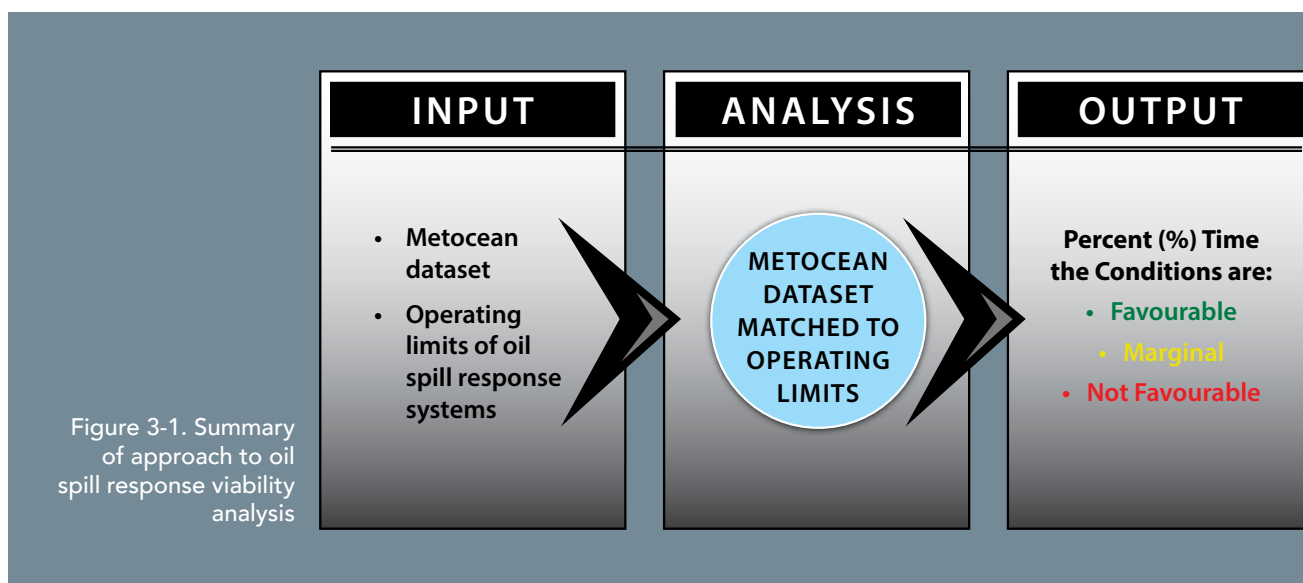 INPUT
• Metocean
dataset
• Operating
limits of oil
spill response
systems
ANALYSIS
METOCEAN
DATASET
MATCHED TO
OPERATING
LIMITS
OUTPUT
Percent (%) Time
the Conditions are:
• Favourable
• Marginal
• Not Favourable
Figure 3-1. Summary
of approach to oil
spill response viability
analysis